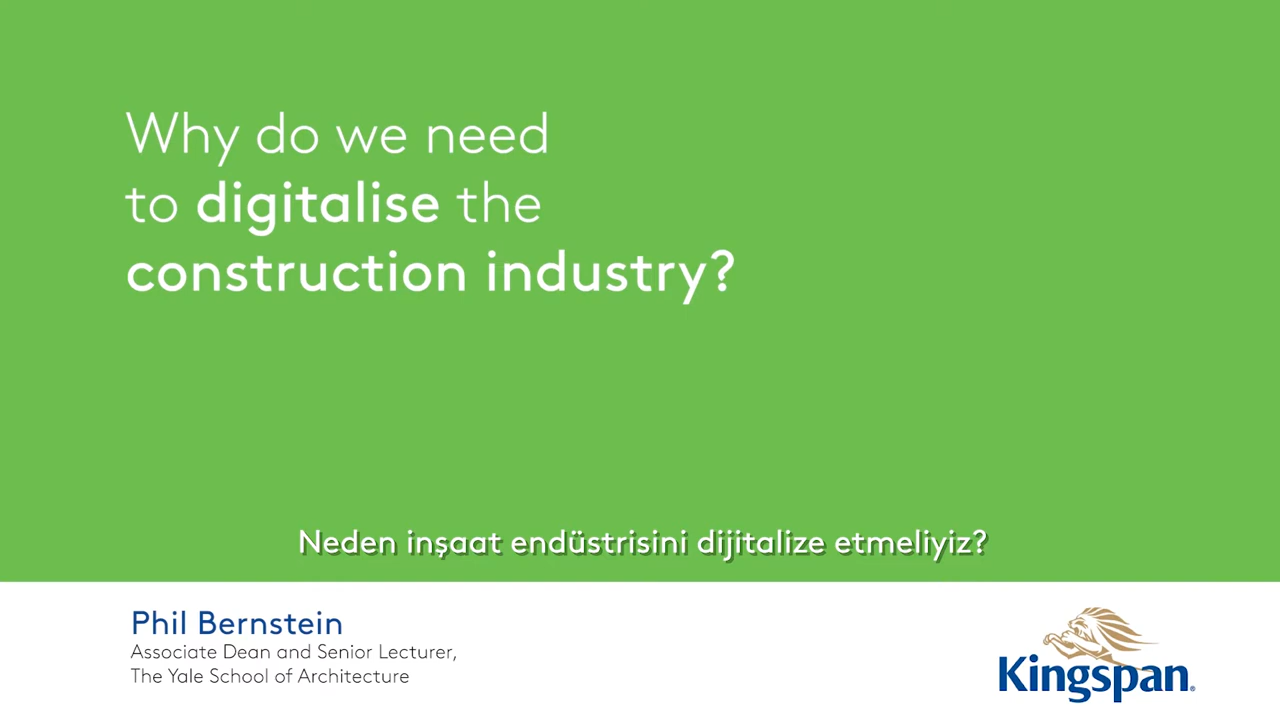 Why do we need
to digitalise the
construction industry?
Neden inşaat endüstrisini dijitalize etmeliyiz?
Phil Bernstein
Associate Dean and Senior Lecturer,
The Yale School of Architecture
Kingspan®